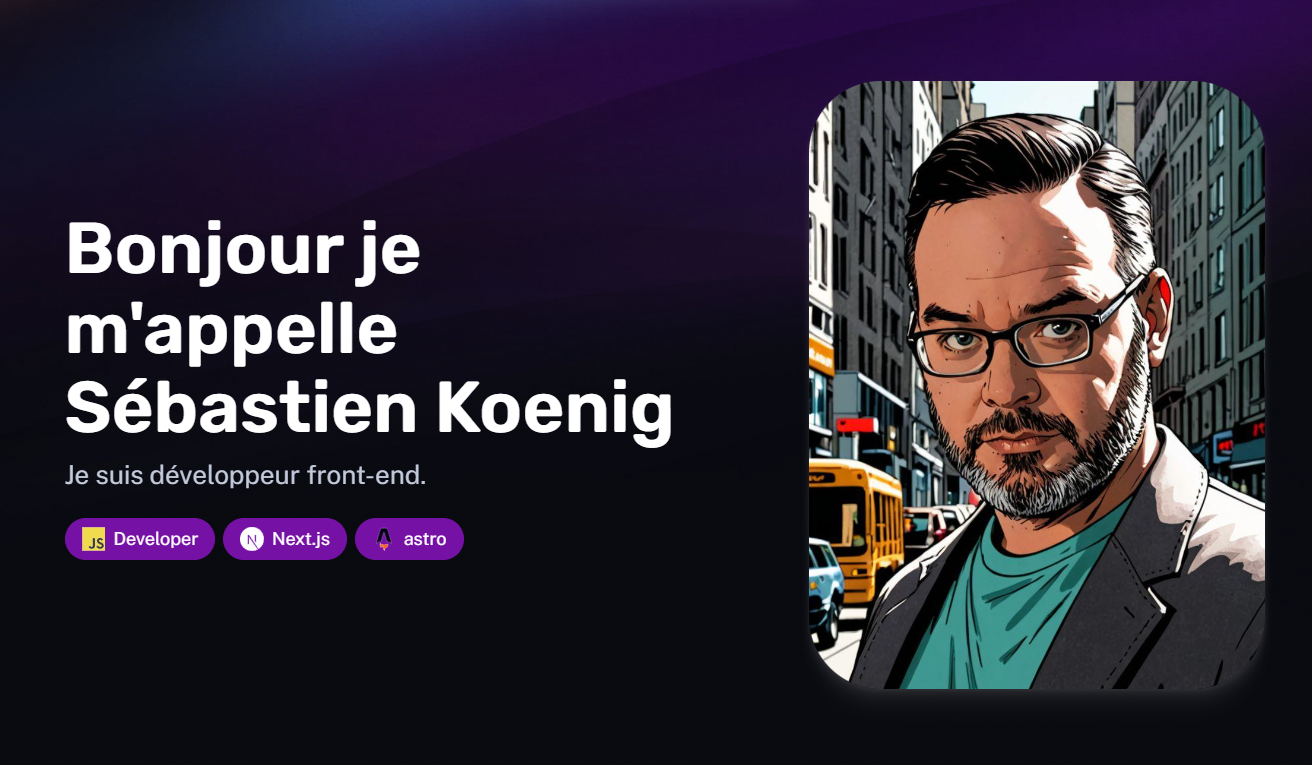 Bonjour je
m'appelle
Sébastien Koenig
Je suis développeur front-end.
JS Developer
N Next.js
astro